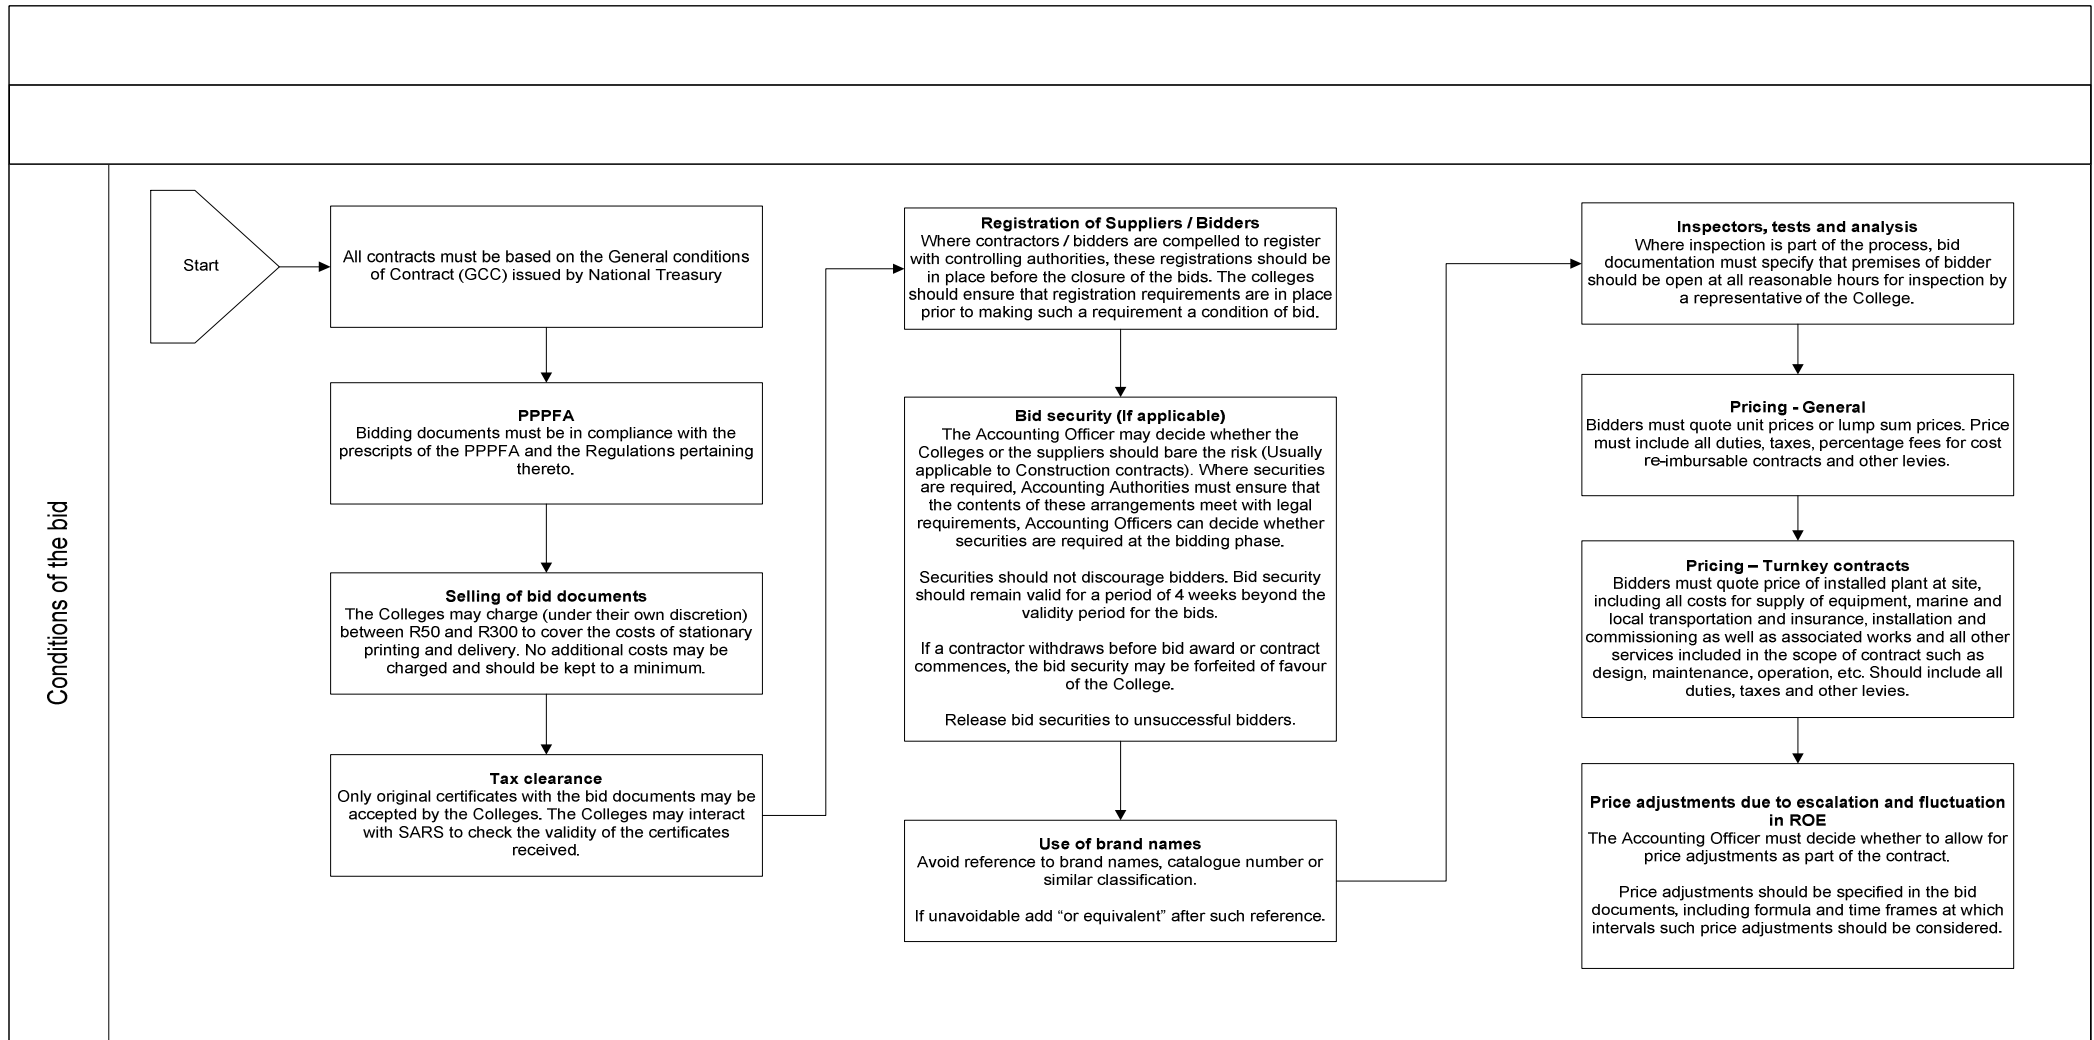 Conditions of the bid
Start
All contracts must be based on the General conditions
of Contract (GCC) issued by National Treasury
PPPFA
Bidding documents must be in compliance with the
prescripts of the PPPFA and the Regulations pertaining
thereto.
Selling of bid documents
The Colleges may charge (under their own discretion)
between R50 and R300 to cover the costs of stationary
printing and delivery. No additional costs may be
charged and should be kept to a minimum.
Tax clearance
Only original certificates with the bid documents may be
accepted by the Colleges. The Colleges may interact
with SARS to check the validity of the certificates
received.
Registration of Suppliers / Bidders
Where contractors / bidders are compelled to register
with controlling authorities, these registrations should be
in place before the closure of the bids. The colleges
should ensure that registration requirements are in place
prior to making such a requirement a condition of bid.
Bid security (If applicable)
The Accounting Officer may decide whether the
Colleges or the suppliers should bare the risk (Usually
applicable to Construction contracts). Where securities
are required, Accounting Authorities must ensure that
the contents of these arrangements meet with legal
requirements, Accounting Officers can decide whether
securities are required at the bidding phase.
Securities should not discourage bidders. Bid security
should remain valid for a period of 4 weeks beyond the
validity period for the bids.
If a contractor withdraws before bid award or contract
commences, the bid security may be forfeited of favour
of the College.
Release bid securities to unsuccessful bidders.
Use of brand names
Avoid reference to brand names, catalogue number or
similar classification.
If unavoidable add “or equivalent” after such reference.
Inspectors, tests and analysis
Where inspection is part of the process, bid
documentation must specify that premises of bidder
should be open at all reasonable hours for inspection by
a representative of the College.
Pricing - General
Bidders must quote unit prices or lump sum prices. Price
must include all duties, taxes, percentage fees for cost
re-imbursable contracts and other levies.
Pricing – Turnkey contracts
Bidders must quote price of installed plant at site,
including all costs for supply of equipment, marine and
local transportation and insurance, installation and
commissioning as well as associated works and all other
services included in the scope of contract such as
design, maintenance, operation, etc. Should include all
duties, taxes and other levies.
Price adjustments due to escalation and fluctuation
in ROE
The Accounting Officer must decide whether to allow for
price adjustments as part of the contract.
Price adjustments should be specified in the bid
documents, including formula and time frames at which
intervals such price adjustments should be considered.